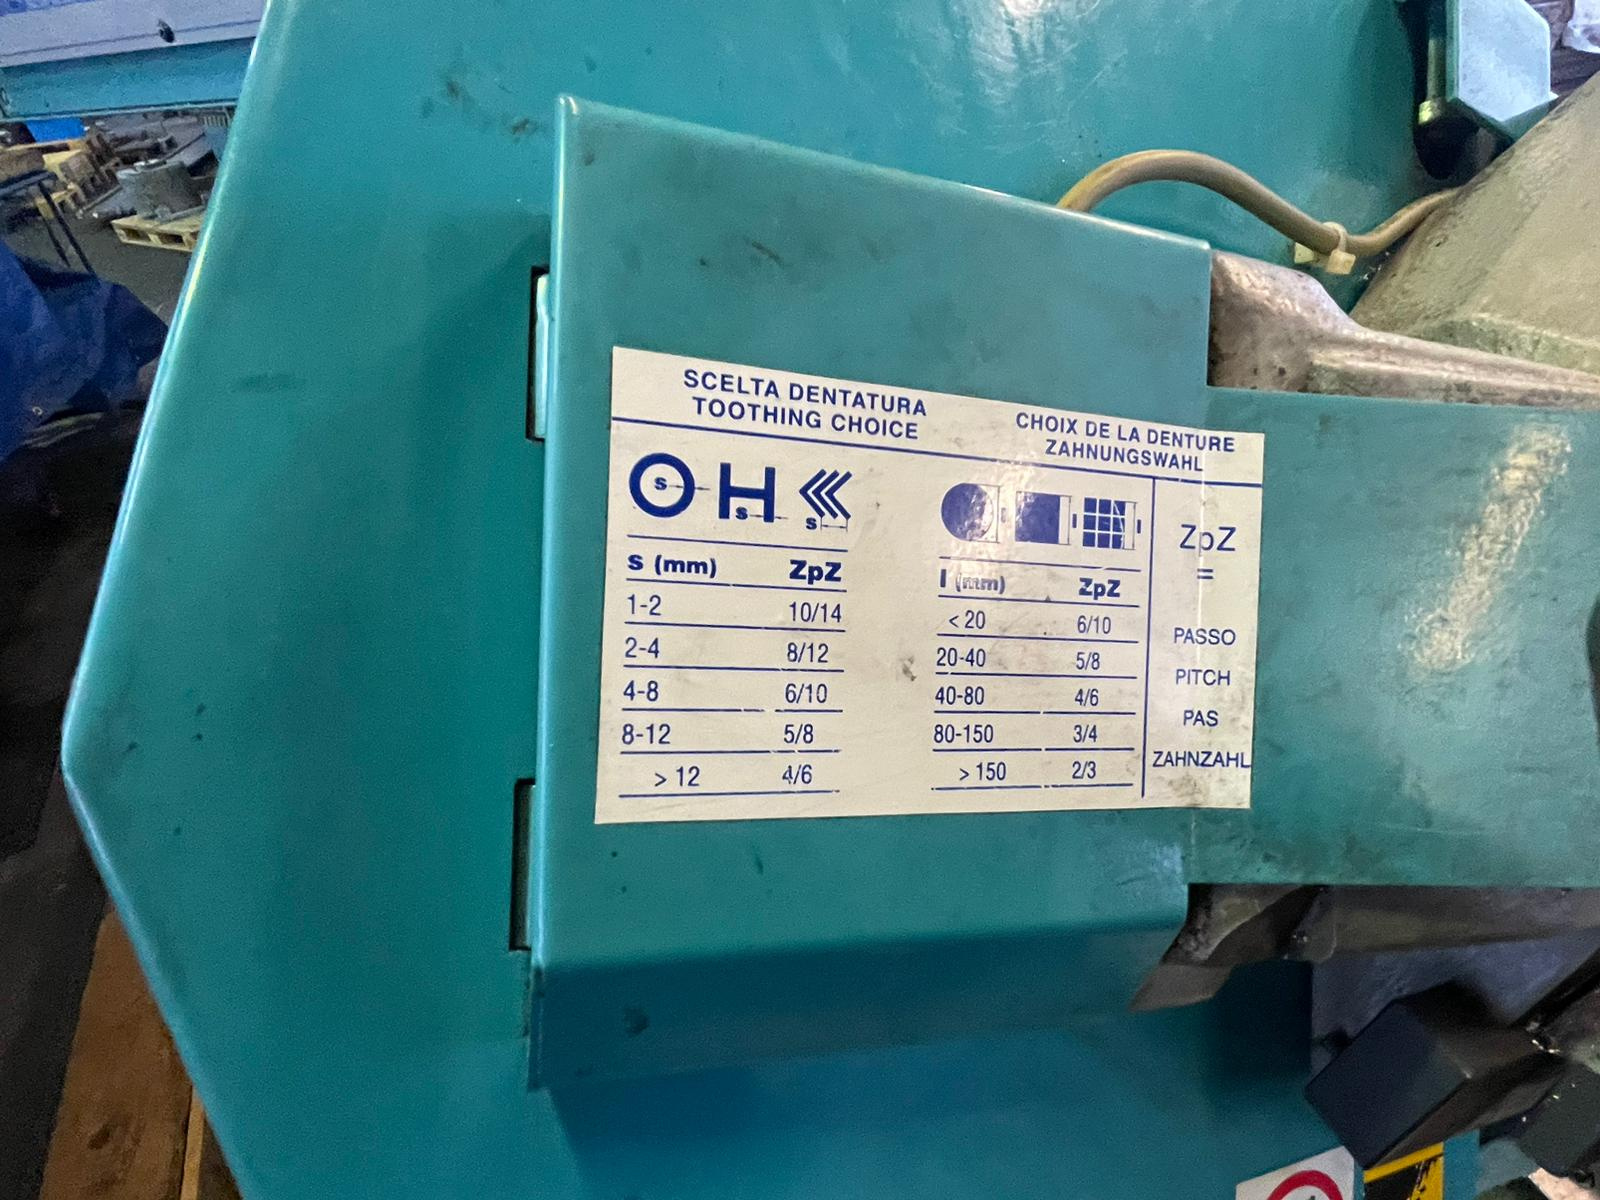 SCELTA DENTATURA
TOOTHING CHOICE
CHOIX DE LA DENTURE
ZAHNUNGSWAHL
s
s
s
s (mm) ZpZ
1-2 10/14
2-4 8/12
4-8 6/10
8-12 5/8
> 12 4/6
l (mm) ZpZ
< 20 6/10
20-40 5/8
40-80 4/6
80-150 3/4
> 150 2/3
ZpZ
=
PASSO
PITCH
PAS
ZAHNZAHL